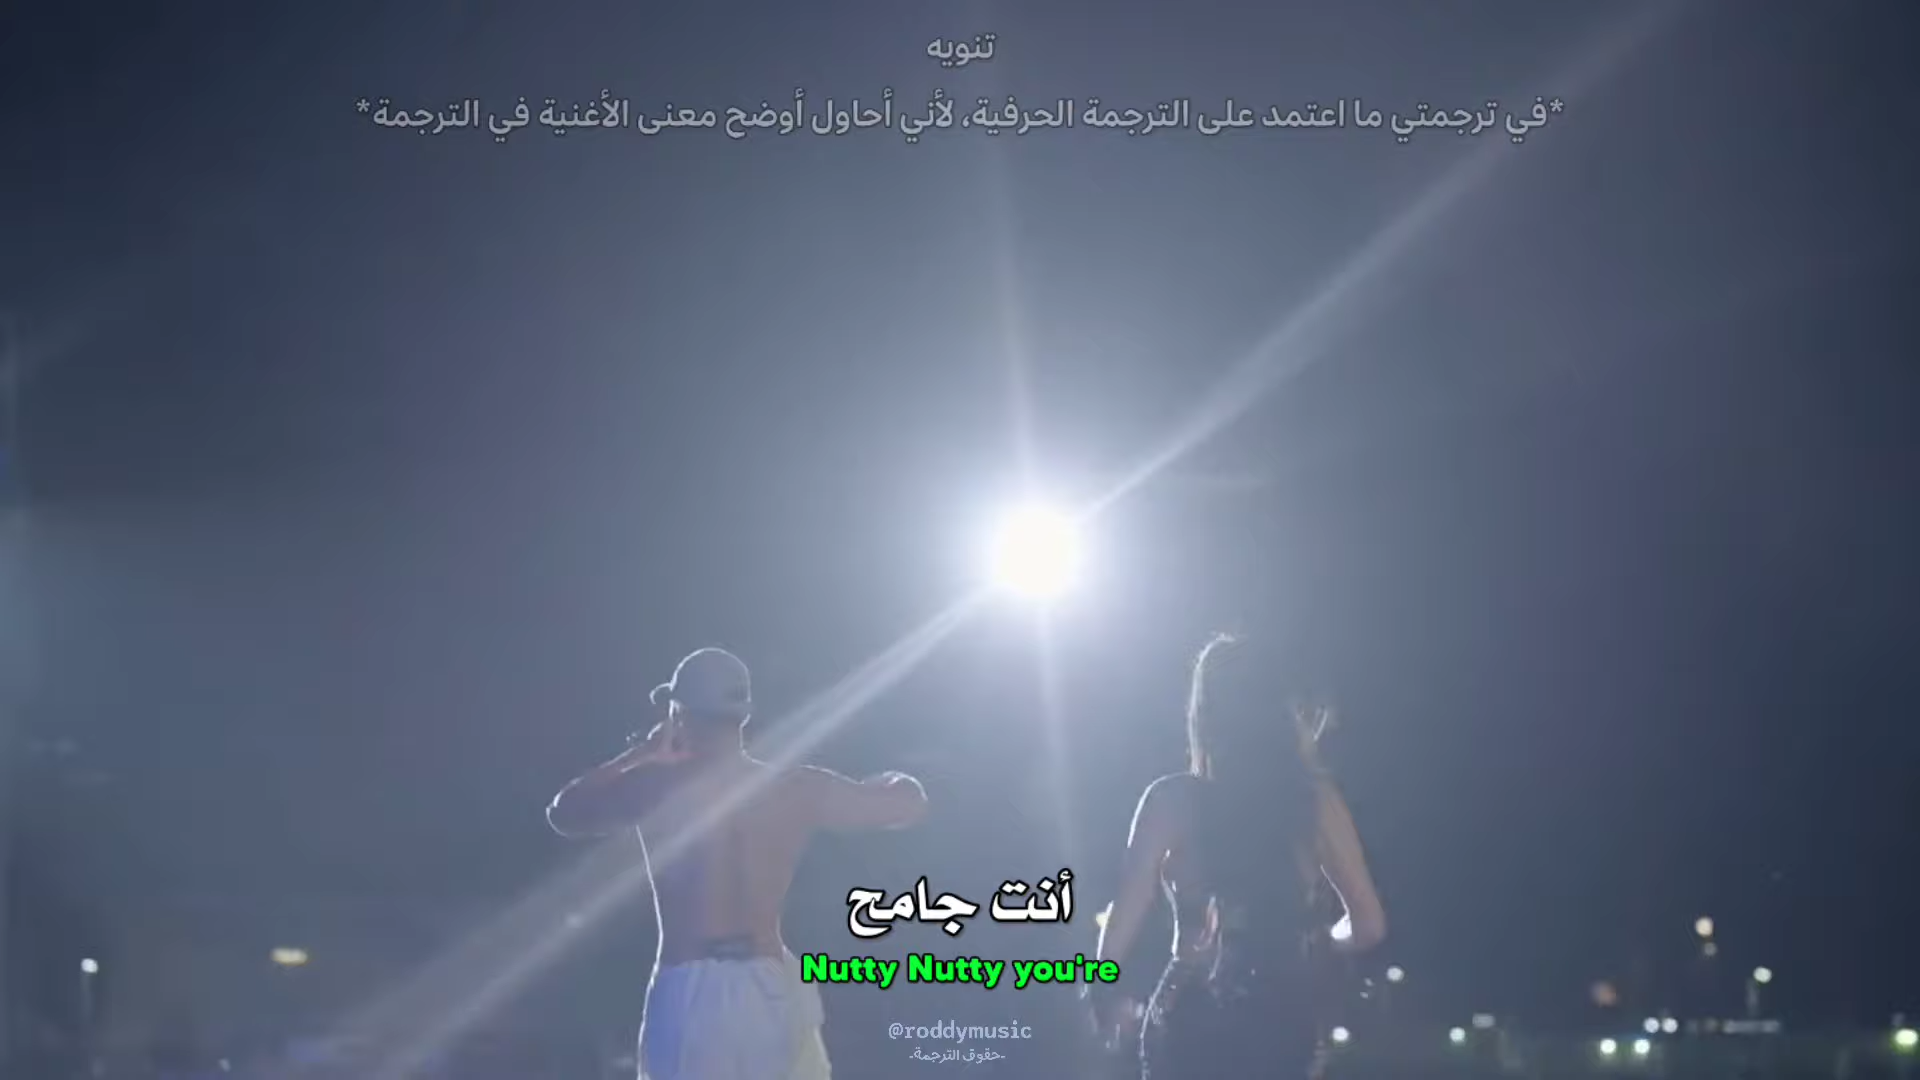 تنويه
*في ترجمتي ما اعتمد على الترجمة الحرفية، لأني أحاول أوضح معنى الأغنية في الترجمة*
أنت جامح
Nutty Nutty you're
@roddymusic
-حقوق الترجمة-